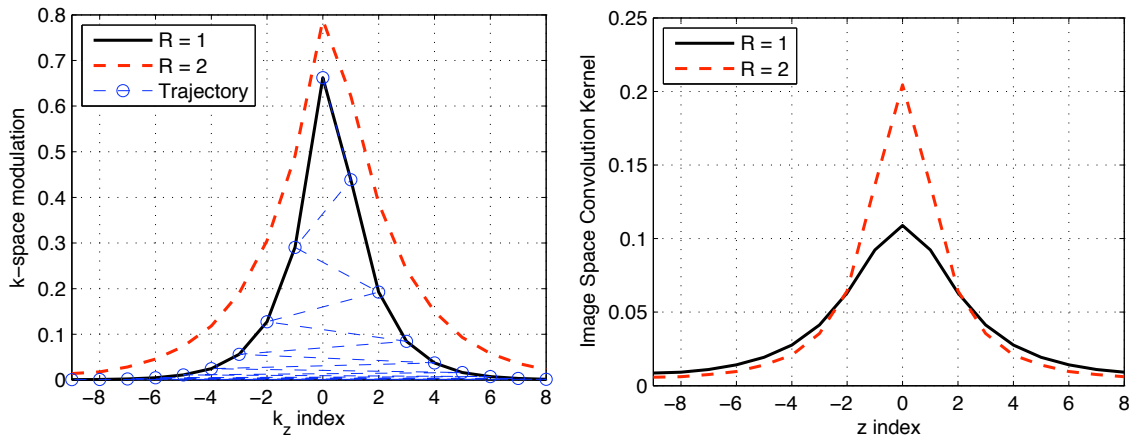 0.8
0.7
0.6
0.5
0.4
0.3
0.2
0.1
0
k-space modulation
R = 1
R = 2
Trajectory
−8 −6 −4 −2 0 2 4 6 8
k_z index
0.25
0.2
0.15
0.1
0.05
0
Image Space Convolution Kernel
R = 1
R = 2
−8 −6 −4 −2 0 2 4 6 8
z index